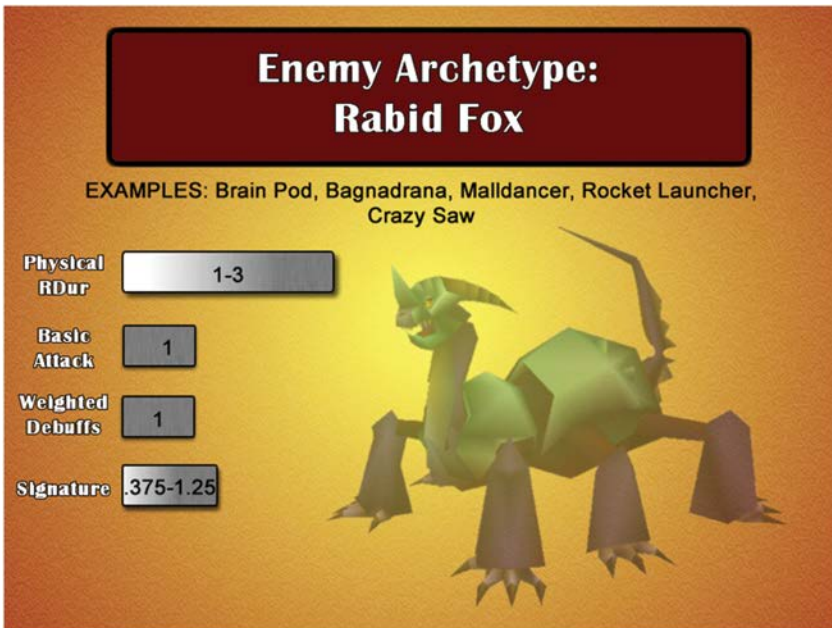 Enemy Archetype:
Rabid Fox
EXAMPLES: Brain Pod, Bagnadrana, Malldancer, Rocket Launcher,
Crazy Saw
Physical
RDur
1-3
Basic
Attack
1
Weighted
Debuffs
1
Signature
.375-1.25